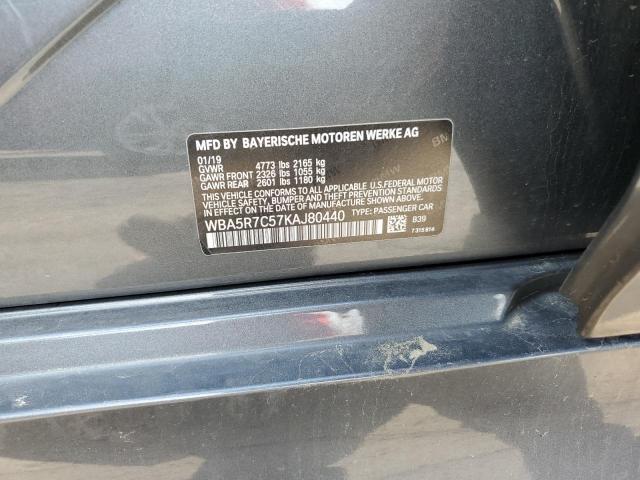 MFD BY BAYERISCHE MOTOREN WERKE AG
01/19
GVWR 4773 lbs 2165 kg
GAWR FRONT 2326 lbs 1055 kg
GAWR REAR 2601 lbs 1180 kg
THIS VEHICLE CONFORMS TO ALL APPLICABLE U.S.FEDERAL MOTOR
VEHICLE SAFETY, BUMPER, AND THEFT PREVENTION STANDARDS
IN EFFECT ON THE DATE OF MANUFACTURE SHOWN ABOVE.
WBA5R7C57KAJ80440 TYPE: PASSENGER CAR
B39
7315814